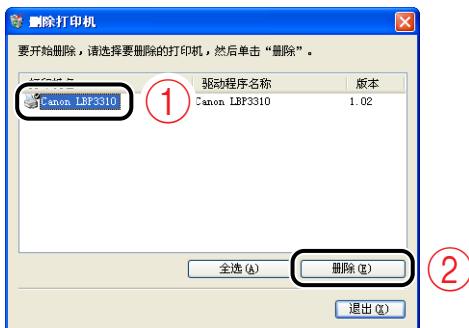 删除打印机
要开始删除，请选择要删除的打印机，然后单击“删除”。
驱动程序名称 版本
Canon LBP3310 ① Canon LBP3310 1.02
全选(A) 删除(E) ②
退出(X)